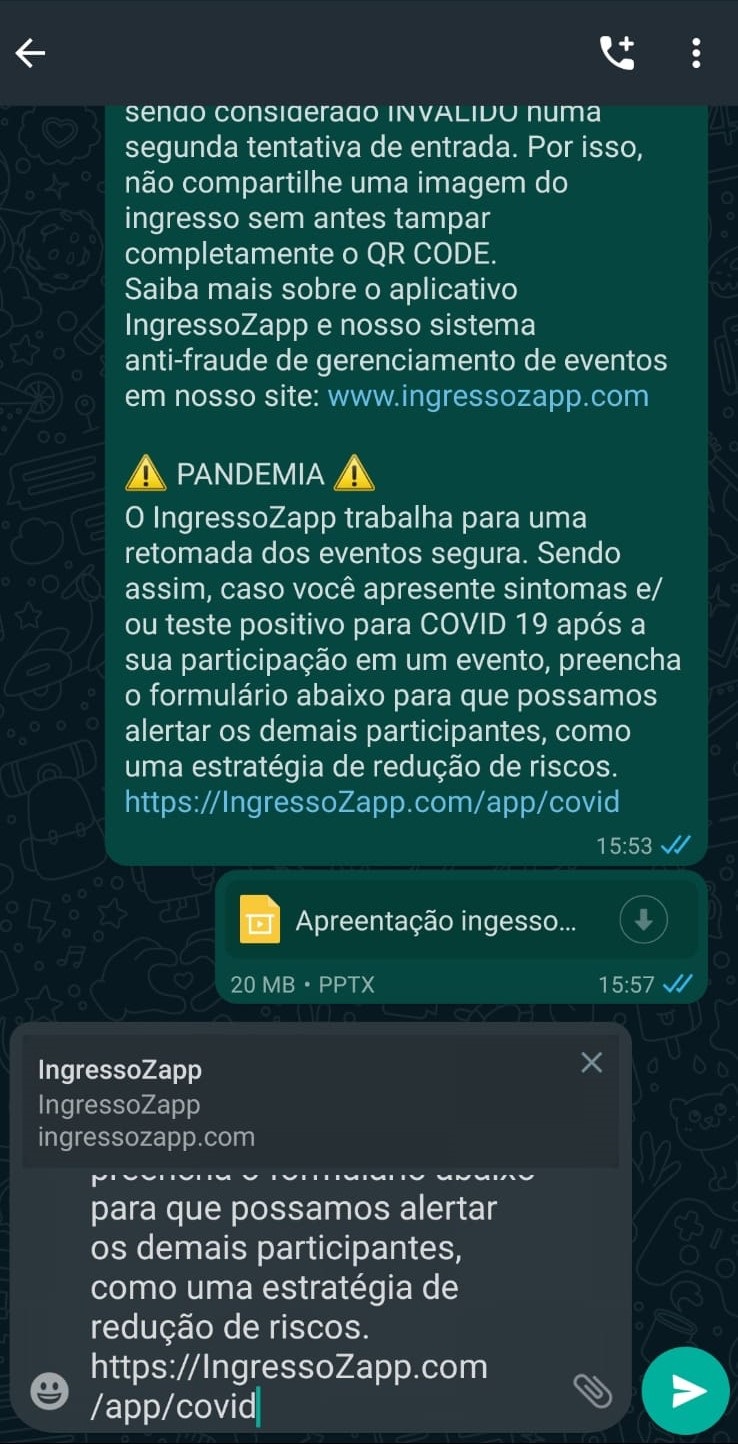 sendo considerado INVALIDO numa
segunda tentativa de entrada. Por isso,
não compartilhe uma imagem do
ingresso sem antes tampar
completamente o QR CODE.
Saiba mais sobre o aplicativo
IngressoZapp e nosso sistema
anti-fraude de gerenciamento de eventos
em nosso site: www.ingressozapp.com
⚠️ PANDEMIA ⚠️
O IngressoZapp trabalha para uma
retomada dos eventos segura. Sendo
assim, caso você apresente sintomas e/
ou teste positivo para COVID 19 após a
sua participação em um evento, preencha
o formulário abaixo para que possamos
alertar os demais participantes, como
uma estratégia de redução de riscos.
https://IngressoZapp.com/app/covid
15:53
Apreentação ingesso...
20 MB • PPTX 15:57
IngressoZapp
IngressoZapp
ingressozapp.com
preencha o formulário abaixo
para que possamos alertar
os demais participantes,
como uma estratégia de
redução de riscos.
https://IngressoZapp.com
/app/covid